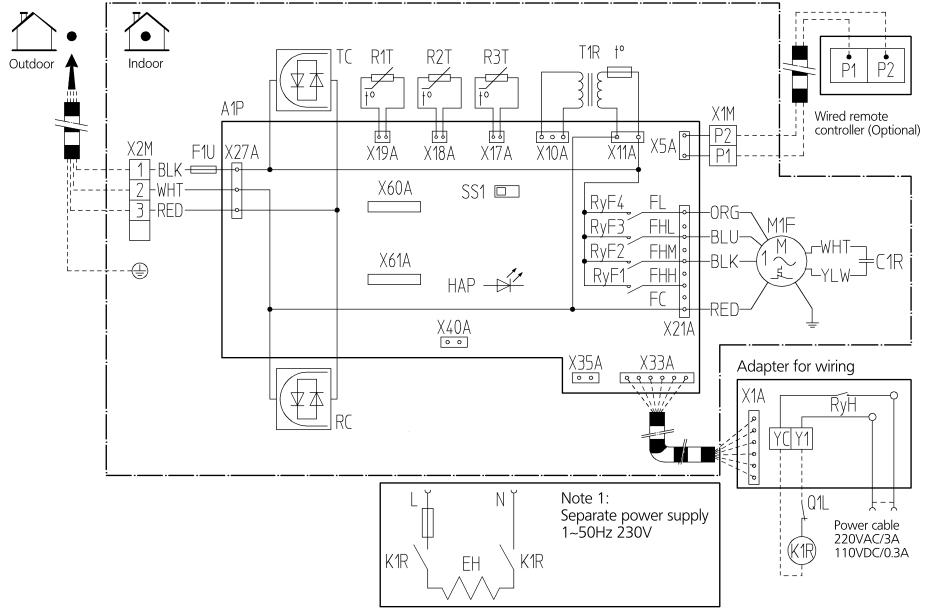 Outdoor
Indoor
TC
R1T
R2T
R3T
T1R
t°
t°
t°
t°
P1
P2
Wired remote
controller (Optional)
A1P
X19A
X18A
X17A
X10A
X11A
X5A
X1M
P2
P1
X2M
F1U
X27A
1
BLK
2
WHT
3
RED
X60A
SS1
X61A
HAP
X40A
RyF4
FL
RyF3
FHL
RyF2
FHM
RyF1
FHH
FC
ORG
BLU
BLK
RED
X21A
M1F
M
1
WHT
YLW
C1R
X35A
X33A
RC
Adapter for wiring
X1A
RyH
YC
Y1
Q1L
K1R
Power cable
220VAC/3A
110VDC/0.3A
L
N
K1R
EH
K1R
Note 1:
Separate power supply
1~50Hz 230V